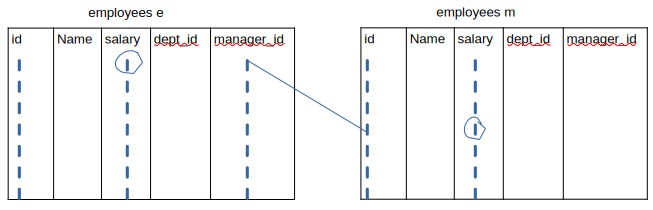 employees e
id Name salary dept_id manager_id
employees m
id Name salary dept_id manager_id